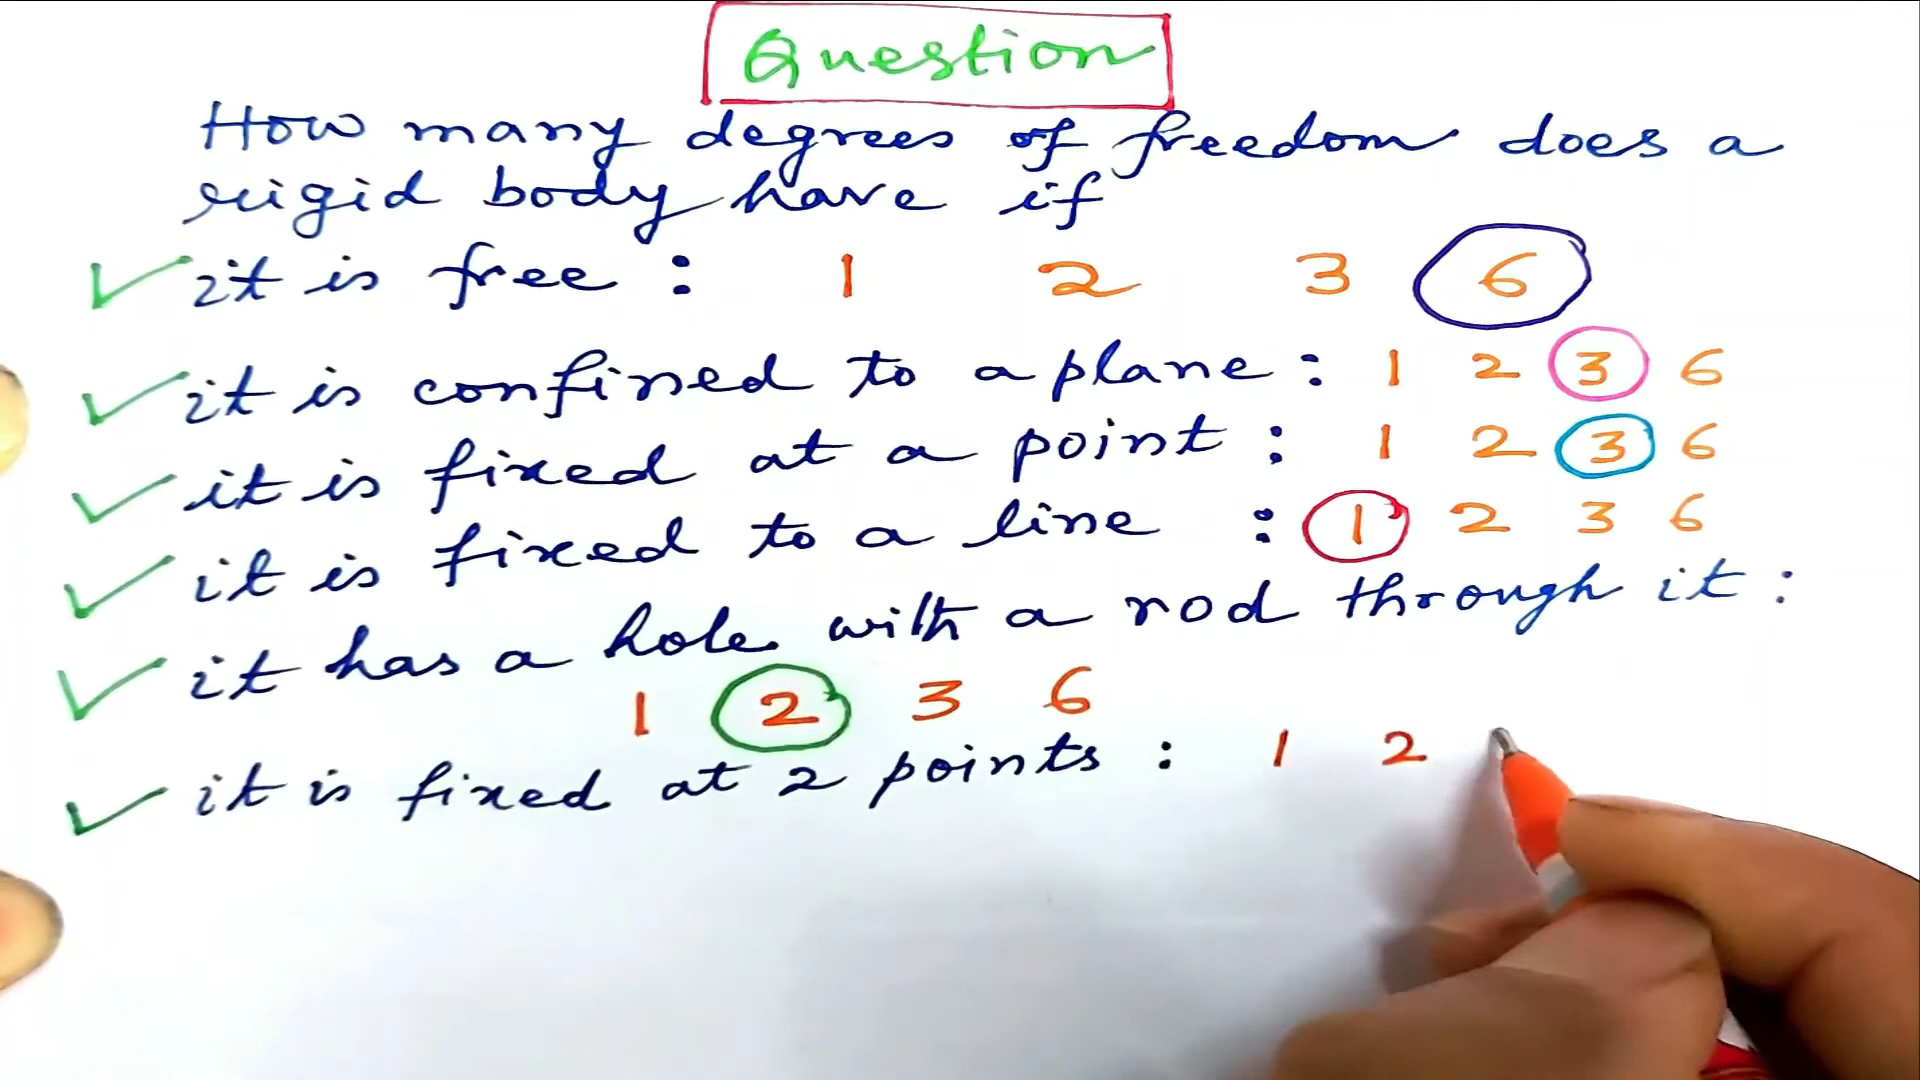 Question
How many degrees of freedom does a
rigid body have if
it is free : 1 2 3 6
it is confined to a plane : 1 2 3 6
it is fixed at a point : 1 2 3 6
it is fixed to a line : 1 2 3 6
it has a hole with a rod through it :
1 2 3 6
it is fixed at 2 points : 1 2